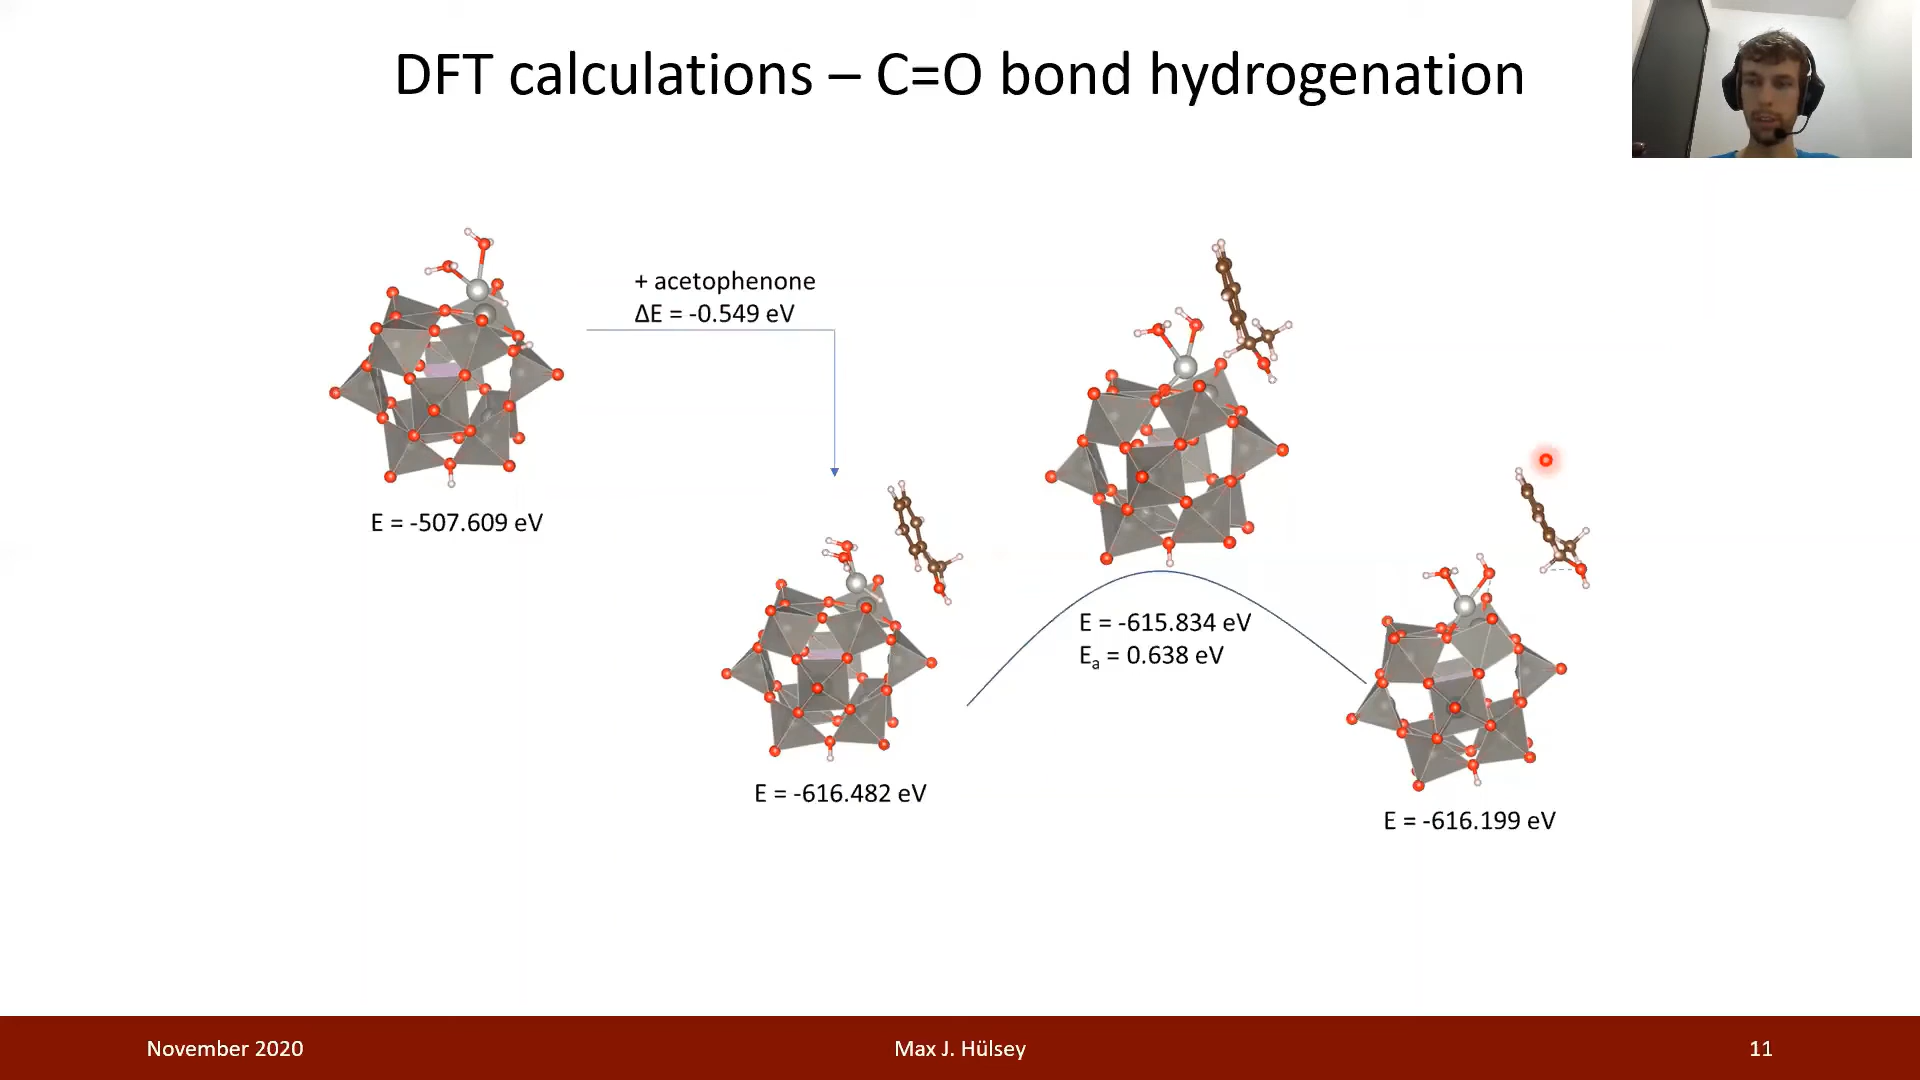 DFT calculations – C=O bond hydrogenation
+ acetophenone
ΔE = -0.549 eV
E = -507.609 eV
E = -616.482 eV
E = -615.834 eV
Eₐ = 0.638 eV
E = -616.199 eV
November 2020
Max J. Hülsey
11